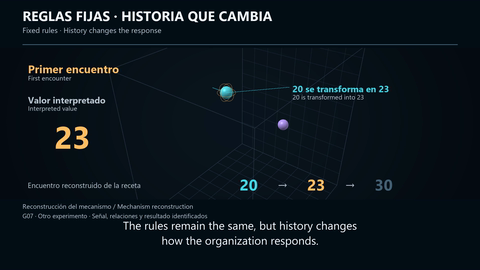 REGLAS FIJAS · HISTORIA QUE CAMBIA
Fixed rules · History changes the response
Primer encuentro
First encounter
20 se transforma en 23
20 is transformed into 23
Valor interpretado
Interpreted value
23
Encuentro reconstruido de la receta
20 → 23 → 30
Reconstrucción del mecanismo / Mechanism reconstruction
G07 · Otro experimento · Señal, relaciones y resultado identificados
The rules remain the same, but history changes
how the organization responds.